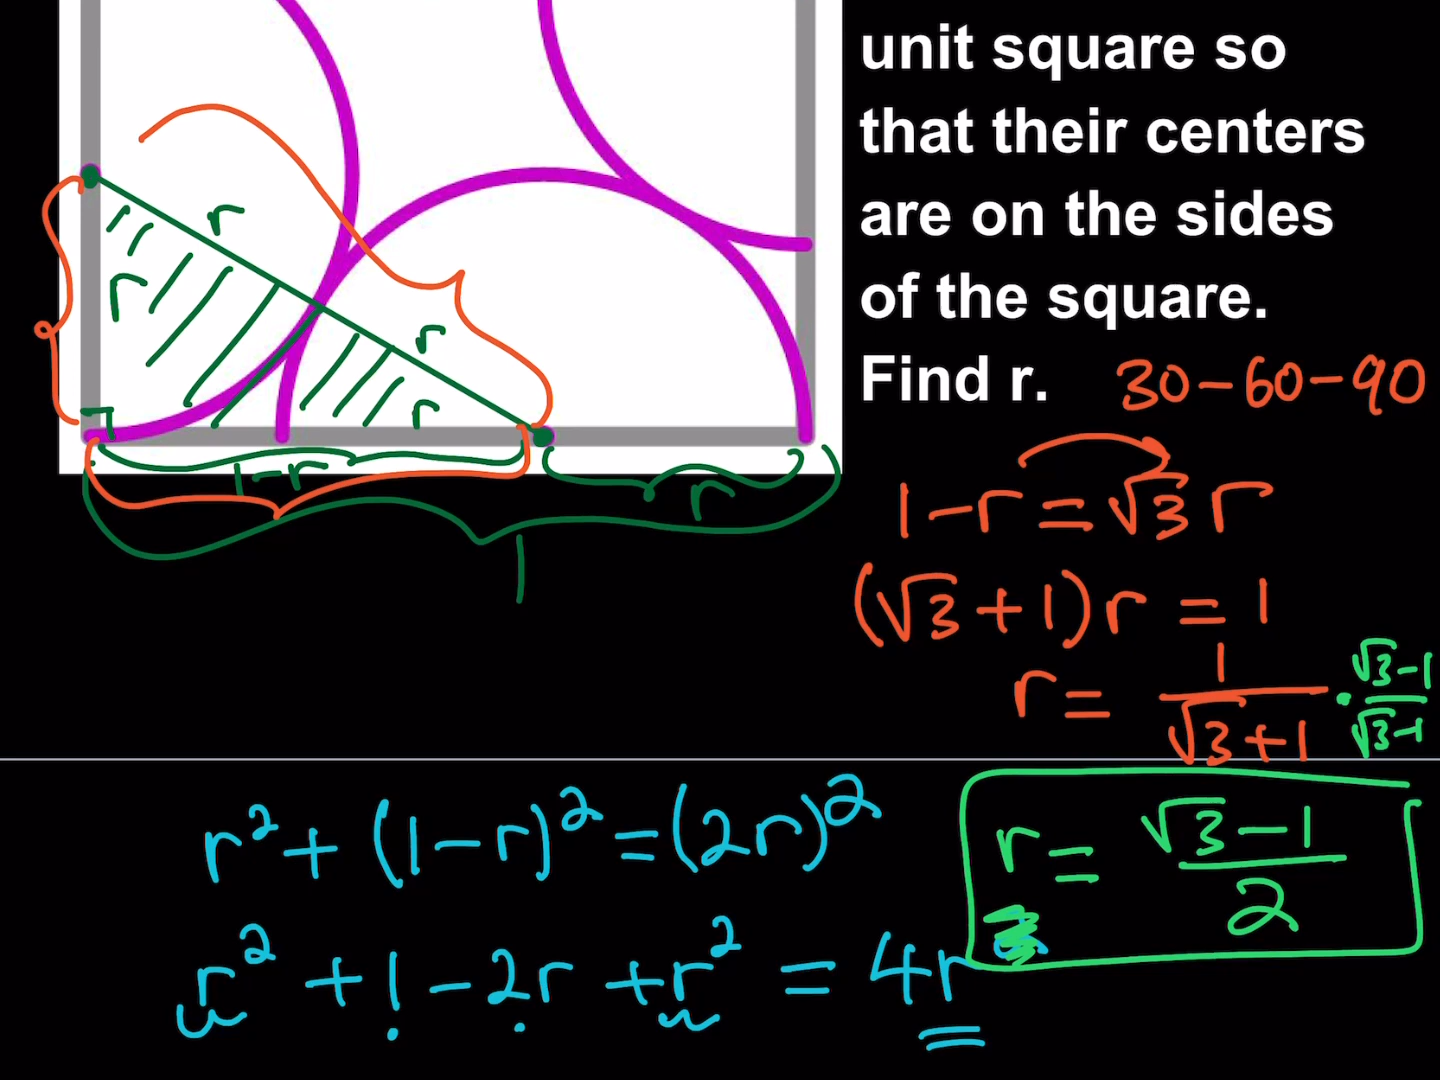 unit square so
that their centers
are on the sides
of the square.
Find r.
30-60-90
r
r
r
r
1-r
r
1
1-r=√3 r
(√3+1)r=1
r= 1/(√3+1) · (√3-1)/(√3-1)
r²+(1-r)²=(2r)²
r²+1-2r+r²=4r
r= (√3-1)/2